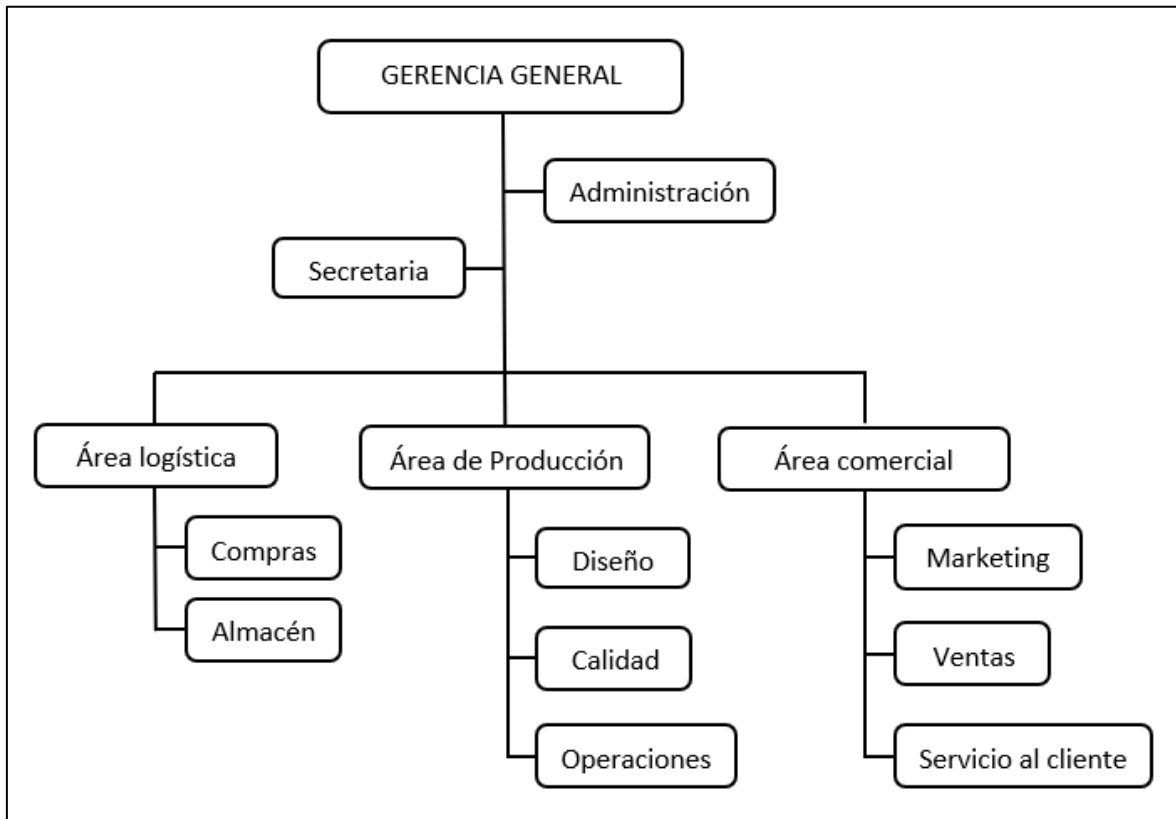 GERENCIA GENERAL
Administración
Secretaria
Área logística
Área de Producción
Área comercial
Compras
Almacén
Diseño
Calidad
Operaciones
Marketing
Ventas
Servicio al cliente